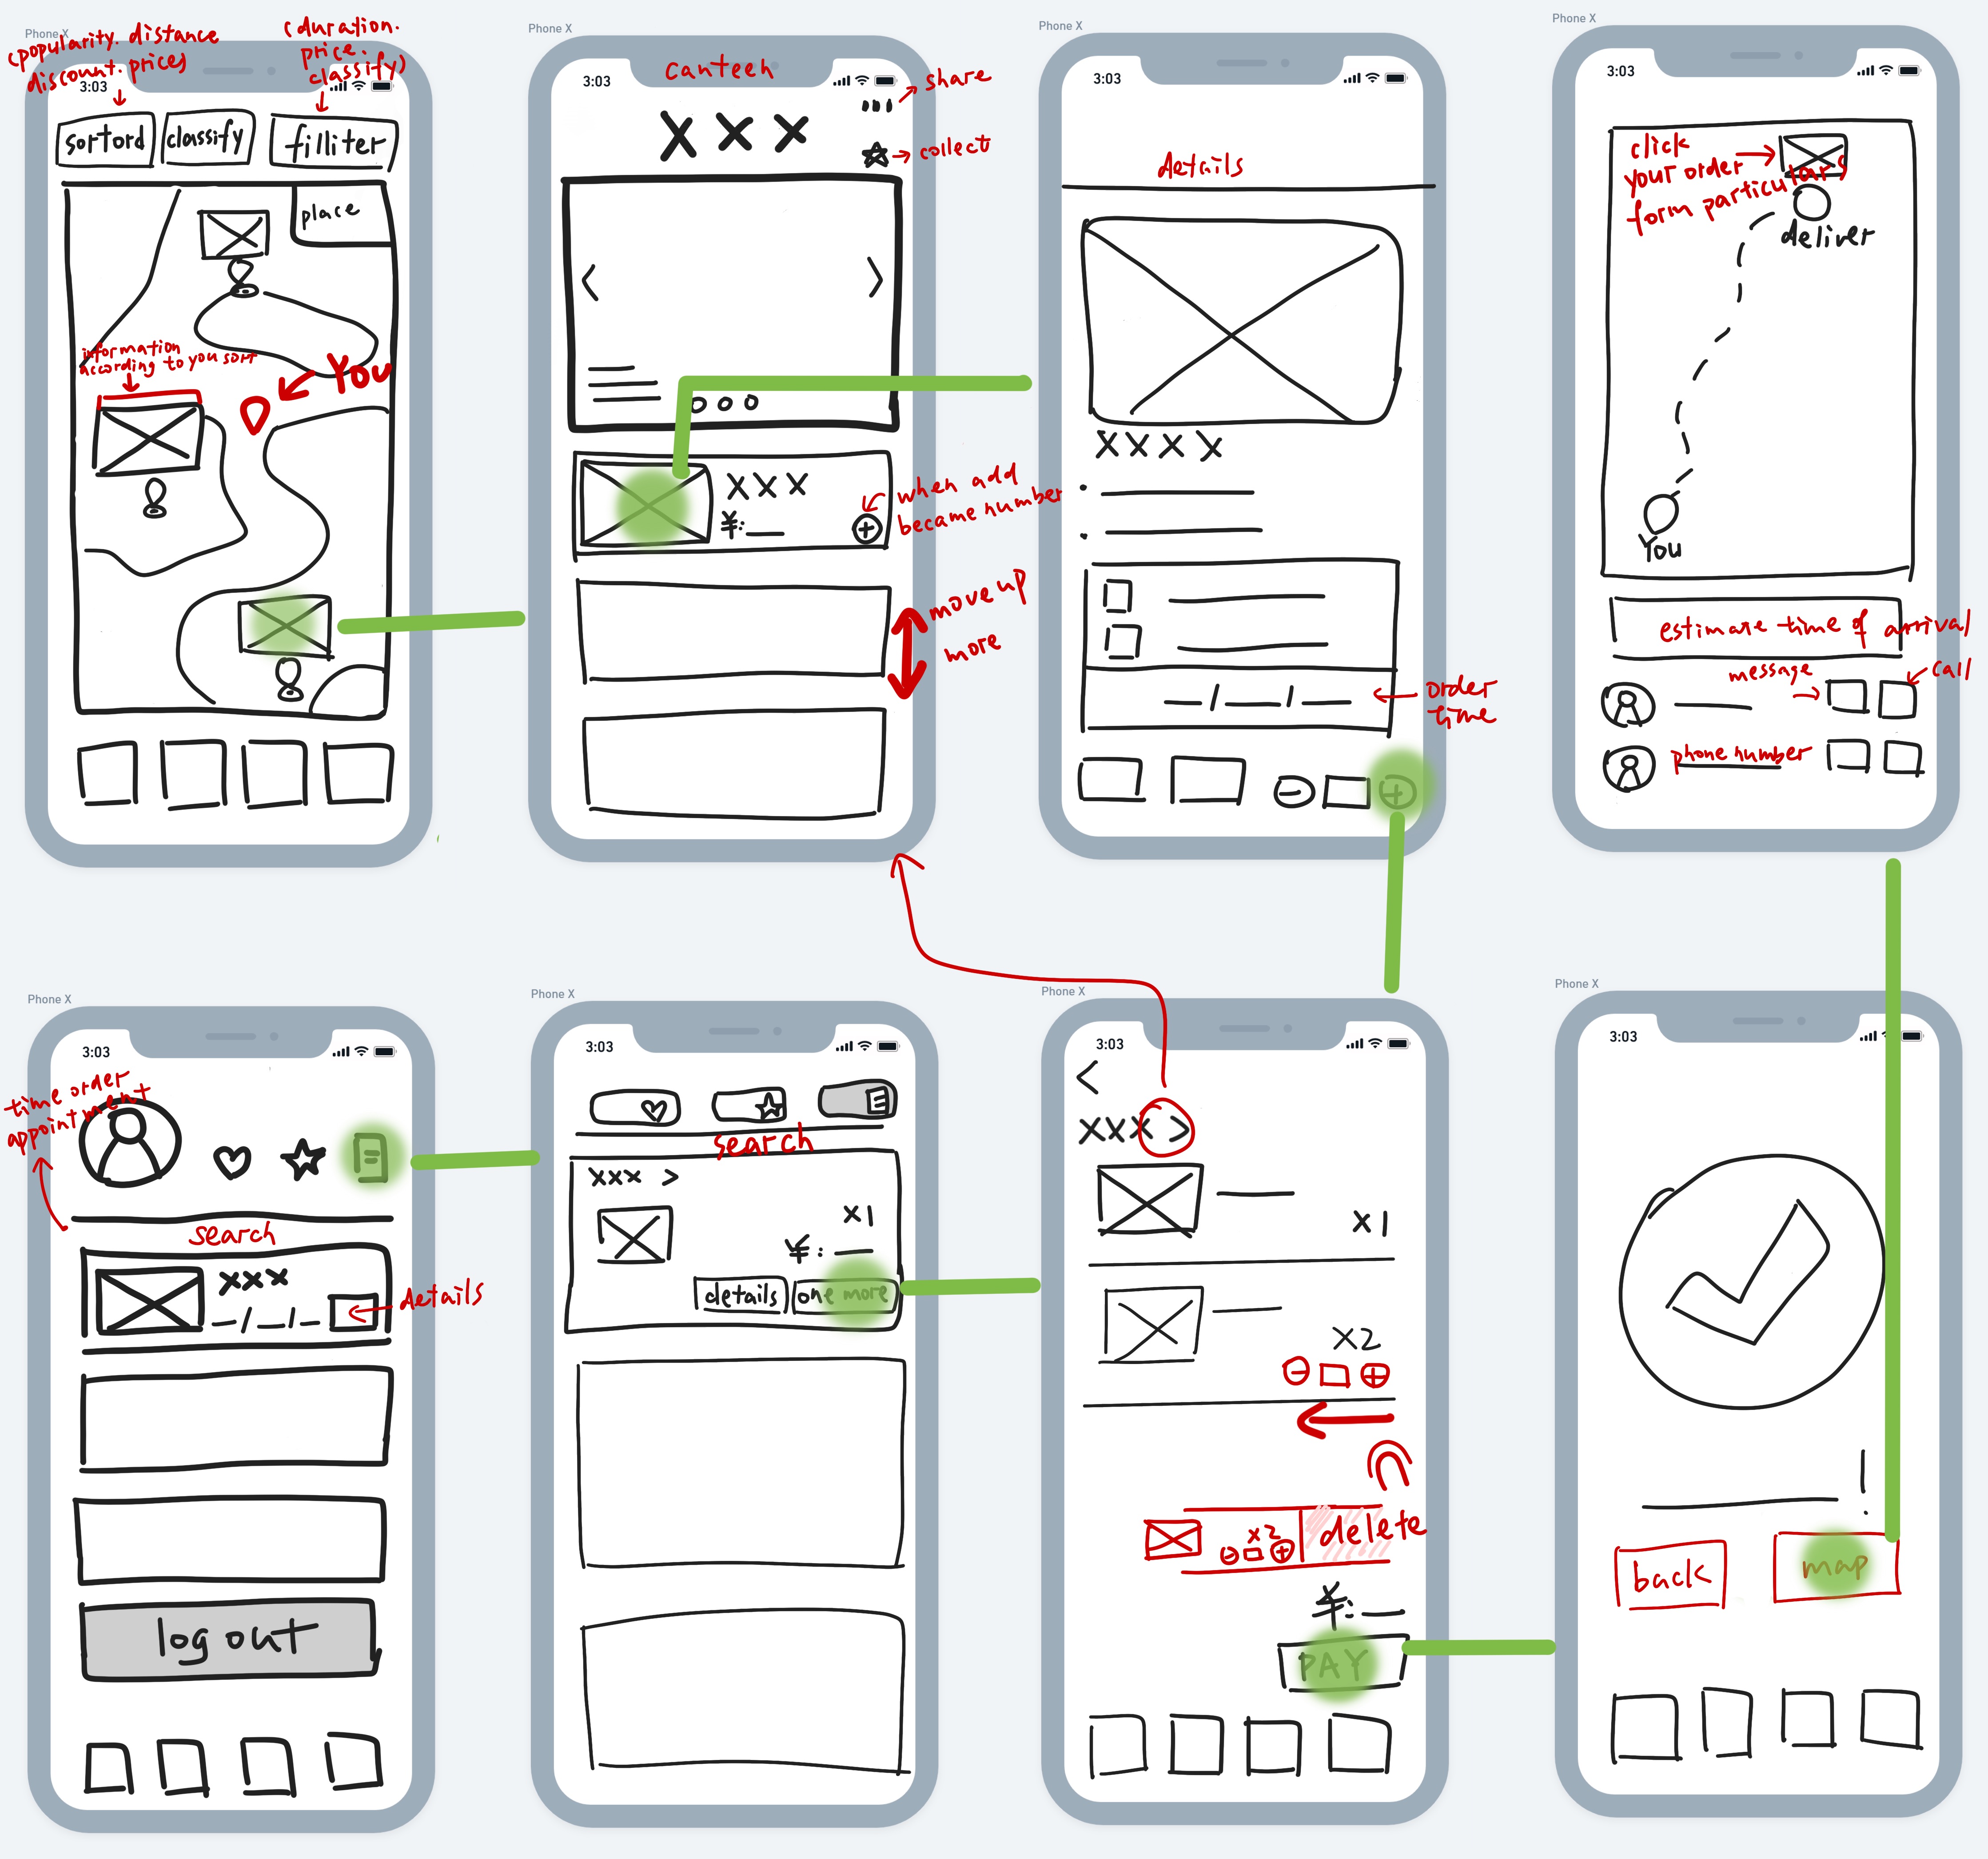 Phone X
(popularity. distance
discount. prices)
(duration.
price.
classify)
3:03
sortord
classify
filliter
place
information
according to you sort
You
Phone X
3:03
canteen
share
XXX
collect
XXX
¥:
when add
became number
move up
more
Phone X
3:03
details
XXXX
_/_/_
order
time
Phone X
3:03
click
your order
form particulars
deliver
You
estimate time of arrival
message
call
phone number
Phone X
3:03
time order
appointment
search
XXX
_/_/_
details
log out
Phone X
3:03
search
XXX >
X1
¥:
details
one more
Phone X
3:03
<
XXX >
X1
X2
X2
delete
¥:
PAY
Phone X
3:03
!
back
map